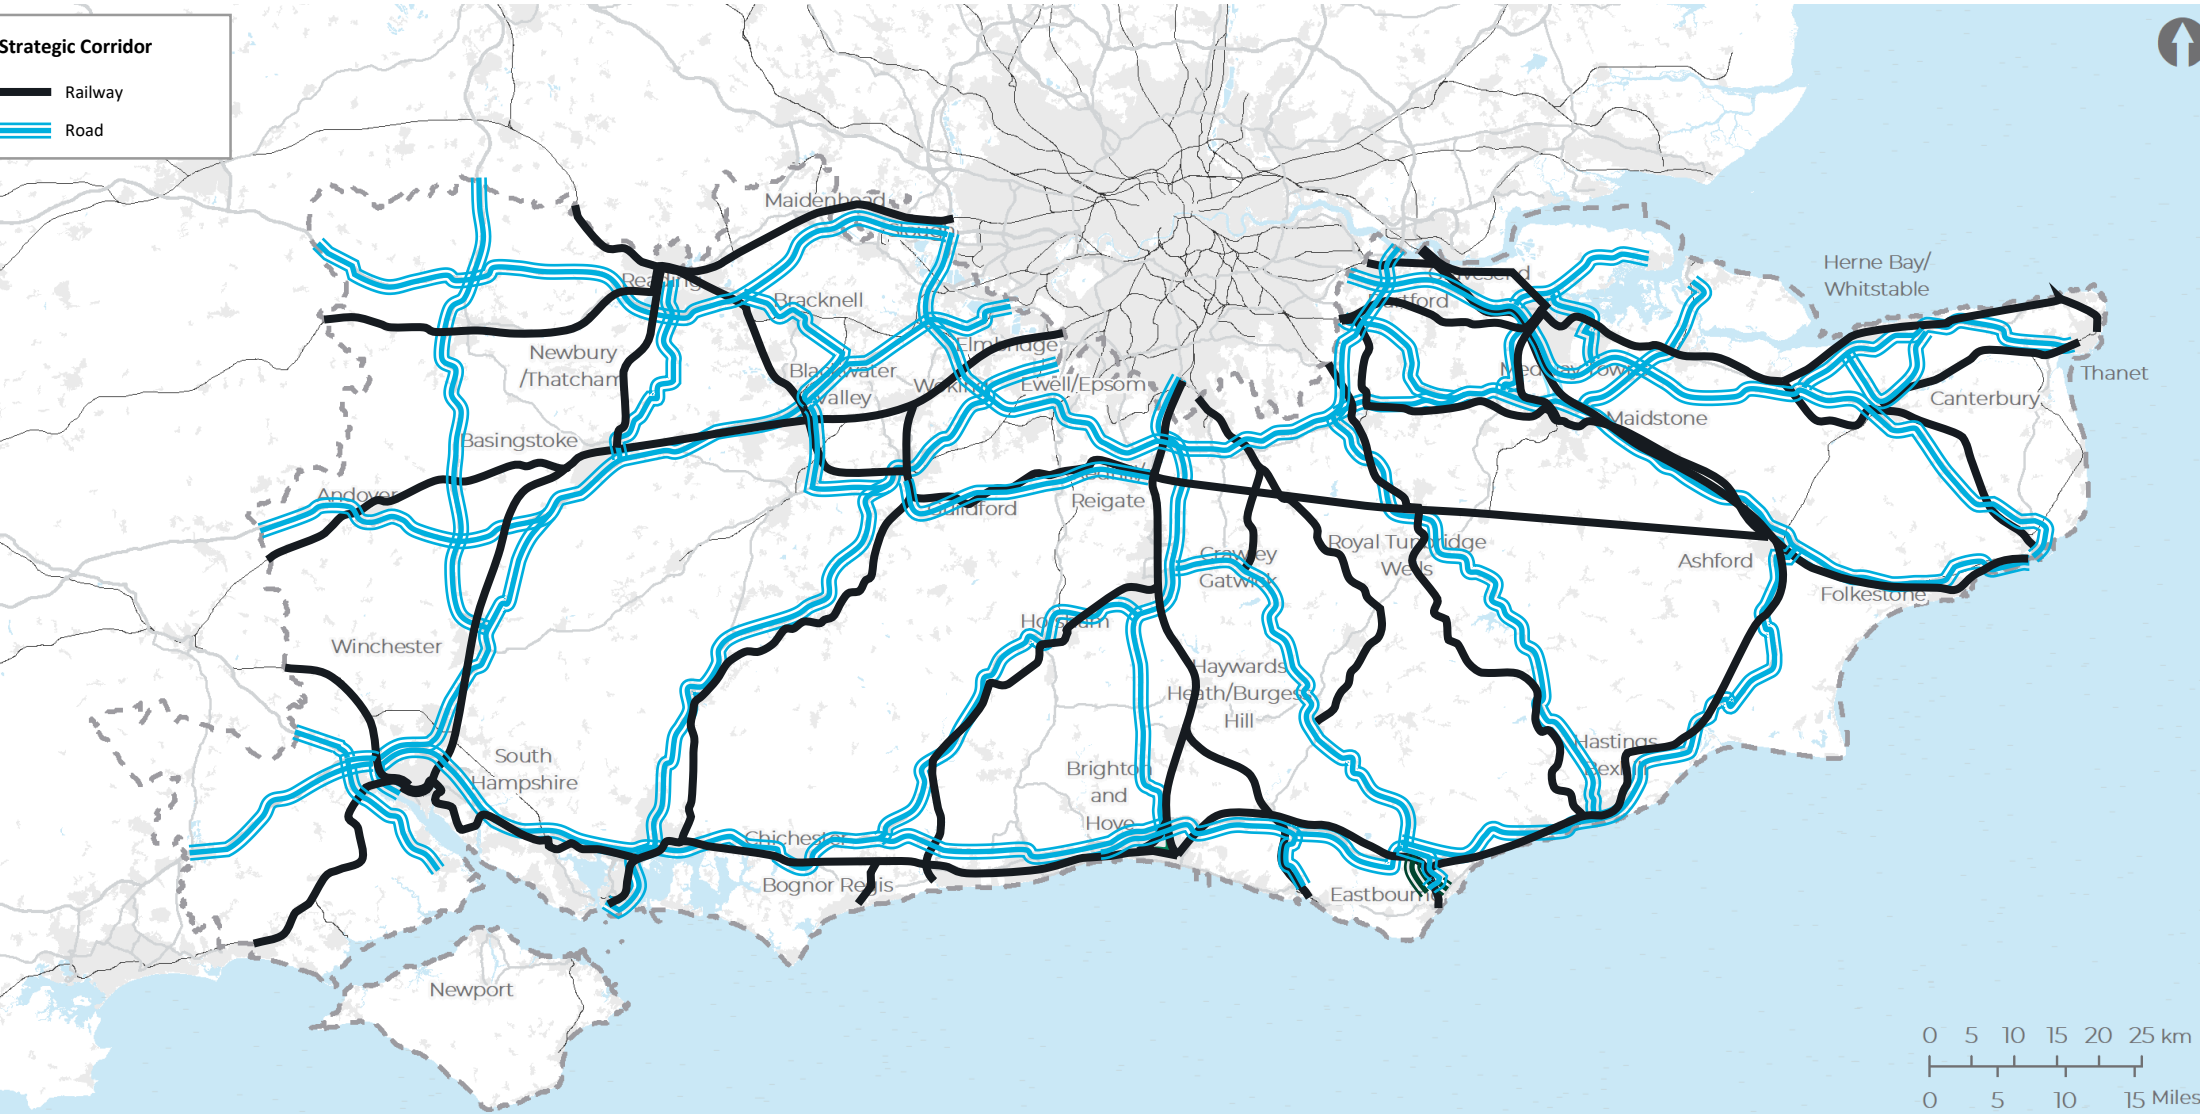 Strategic Corridor
Railway
Road
Maidenhead
Slough
Reading
Bracknell
Newbury
/Thatcham
Blackwater
Valley
Woking
Elmbridge
Ewell/Epsom
Basingstoke
Andover
Guildford
Reigate
Gravesend
Dartford
Medway Towns
Maidstone
Herne Bay/
Whitstable
Thanet
Canterbury
Ashford
Folkestone
Royal Tunbridge
Wells
Crawley
Gatwick
Horsham
Haywards
Heath/Burgess
Hill
Winchester
South
Hampshire
Brighton
and
Hove
Hastings
Bexhill
Chichester
Bognor Regis
Eastbourne
Newport
0 5 10 15 20 25 km
0 5 10 15 Miles